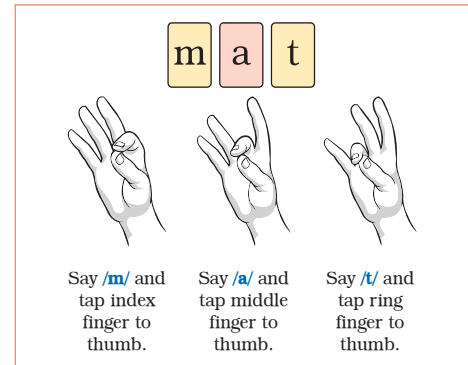 m a t
Say /m/ and
tap index
finger to
thumb.
Say /a/ and
tap middle
finger to
thumb.
Say /t/ and
tap ring
finger to
thumb.